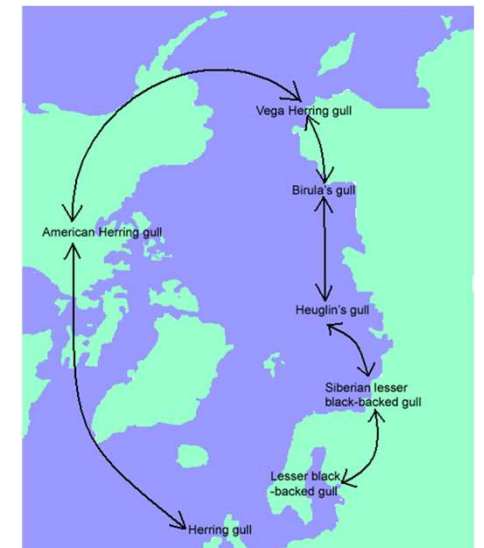 Vega Herring gull
Birula's gull
American Herring gull
Heuglin's gull
Siberian lesser
black-backed gull
Lesser black
-backed gull
Herring gull